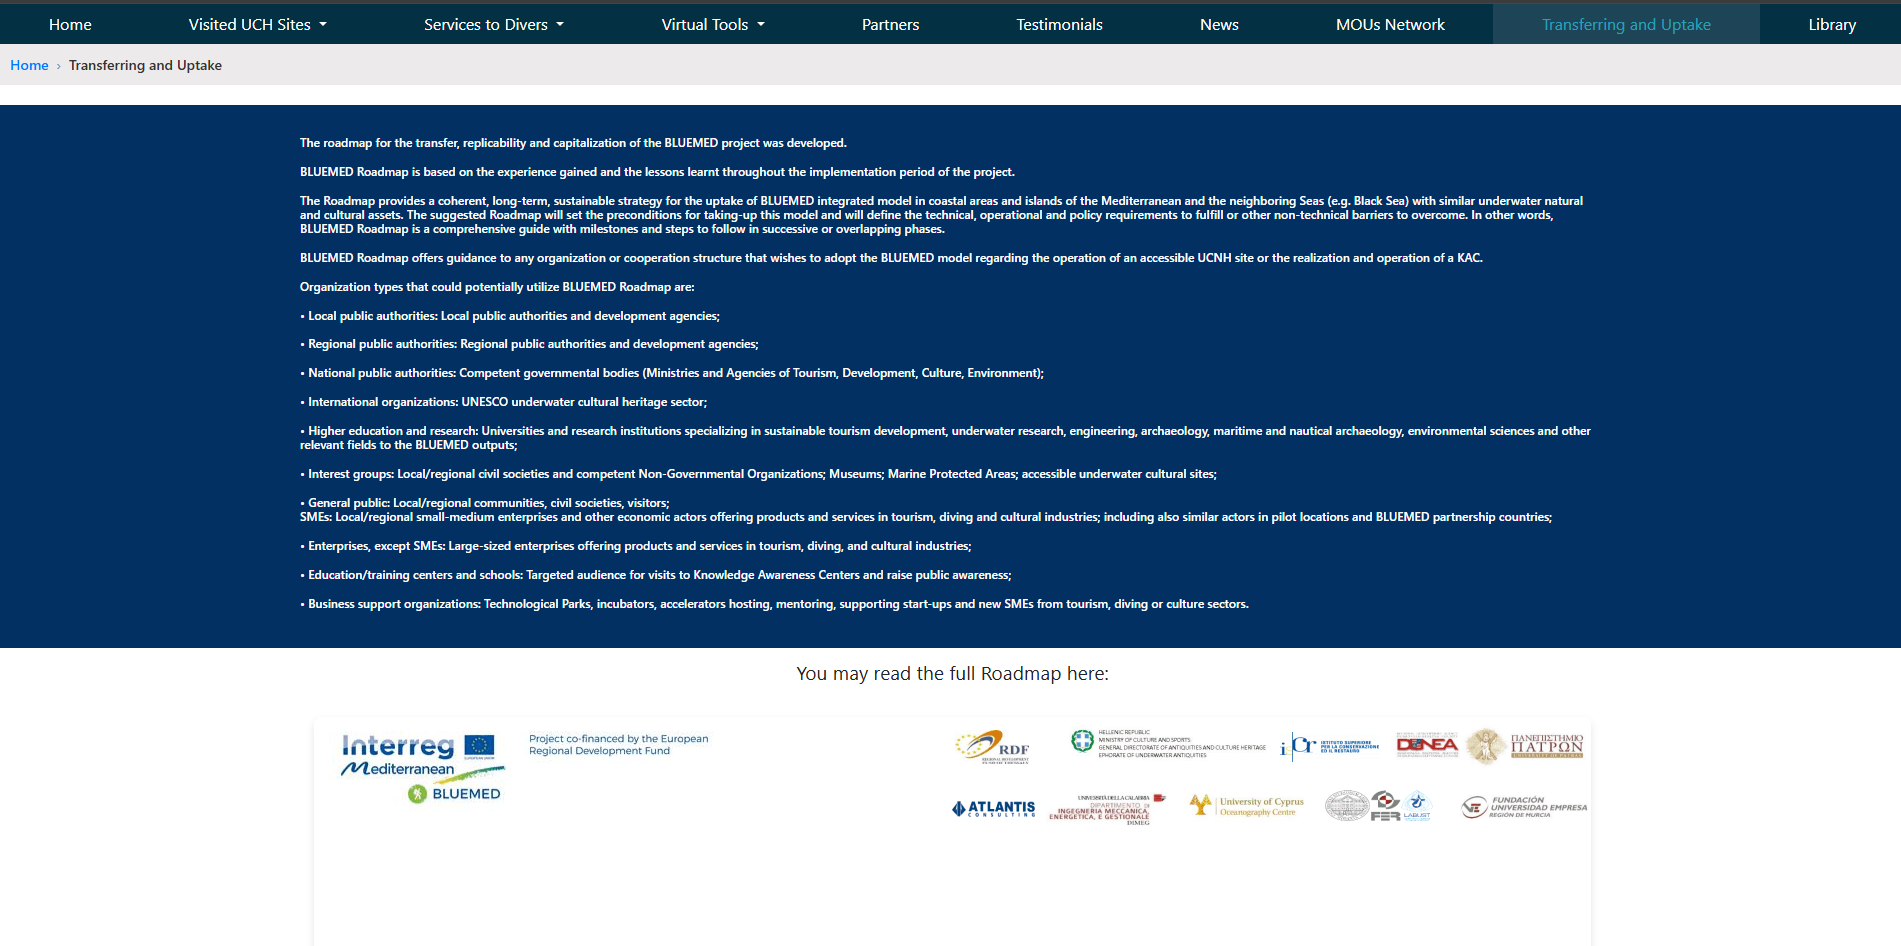 Home Visited UCH Sites Services to Divers Virtual Tools Partners Testimonials News MOUs Network Transferring and Uptake Library
Home › Transferring and Uptake
The roadmap for the transfer, replicability and capitalization of the BLUEMED project was developed.
BLUEMED Roadmap is based on the experience gained and the lessons learnt throughout the implementation period of the project.
The Roadmap provides a coherent, long-term, sustainable strategy for the uptake of BLUEMED integrated model in coastal areas and islands of the Mediterranean and the neighboring Seas (e.g. Black Sea) with similar underwater natural
and cultural assets. The suggested Roadmap will set the preconditions for taking-up this model and will define the technical, operational and policy requirements to fulfill or other non-technical barriers to overcome. In other words,
BLUEMED Roadmap is a comprehensive guide with milestones and steps to follow in successive or overlapping phases.
BLUEMED Roadmap offers guidance to any organization or cooperation structure that wishes to adopt the BLUEMED model regarding the operation of an accessible UCNH site or the realization and operation of a KAC.
Organization types that could potentially utilize BLUEMED Roadmap are:
• Local public authorities: Local public authorities and development agencies;
• Regional public authorities: Regional public authorities and development agencies;
• National public authorities: Competent governmental bodies (Ministries and Agencies of Tourism, Development, Culture, Environment);
• International organizations: UNESCO underwater cultural heritage sector;
• Higher education and research: Universities and research institutions specializing in sustainable tourism development, underwater research, engineering, archaeology, maritime and nautical archaeology, environmental sciences and other
relevant fields to the BLUEMED outputs;
• Interest groups: Local/regional civil societies and competent Non-Governmental Organizations; Museums; Marine Protected Areas; accessible underwater cultural sites;
• General public: Local/regional communities, civil societies, visitors;
SMEs: Local/regional small-medium enterprises and other economic actors offering products and services in tourism, diving and cultural industries; including also similar actors in pilot locations and BLUEMED partnership countries;
• Enterprises, except SMEs: Large-sized enterprises offering products and services in tourism, diving, and cultural industries;
• Education/training centers and schools: Targeted audience for visits to Knowledge Awareness Centers and raise public awareness;
• Business support organizations: Technological Parks, incubators, accelerators hosting, mentoring, supporting start-ups and new SMEs from tourism, diving or culture sectors.
You may read the full Roadmap here:
Interreg
Mediterranean
EUROPEAN UNION
BLUEMED
Project co-financed by the European
Regional Development Fund
RDF
HELLENIC REPUBLIC
MINISTRY OF CULTURE AND SPORTS
GENERAL DIRECTORATE OF ANTIQUITIES AND CULTURE HERITAGE
EPHORATE OF UNDERWATER ANTIQUITIES
iCr
ISTITUTO SUPERIORE
PER LA CONSERVAZIONE
ED IL RESTAURO
DENEA
ΠΑΝΕΠΙΣΤΗΜΙΟ
ΠΑΤΡΩΝ
UNIVERSITY OF PATRAS
ATLANTIS
CONSULTING
UNIVERSITÀ DELLA CALABRIA
DIPARTIMENTO DI
INGEGNERIA MECCANICA,
ENERGETICA, E GESTIONALE
DIMEG
University of Cyprus
Oceanography Centre
FER
LABUST
FUNDACIÓN
UNIVERSIDAD EMPRESA
REGIÓN DE MURCIA